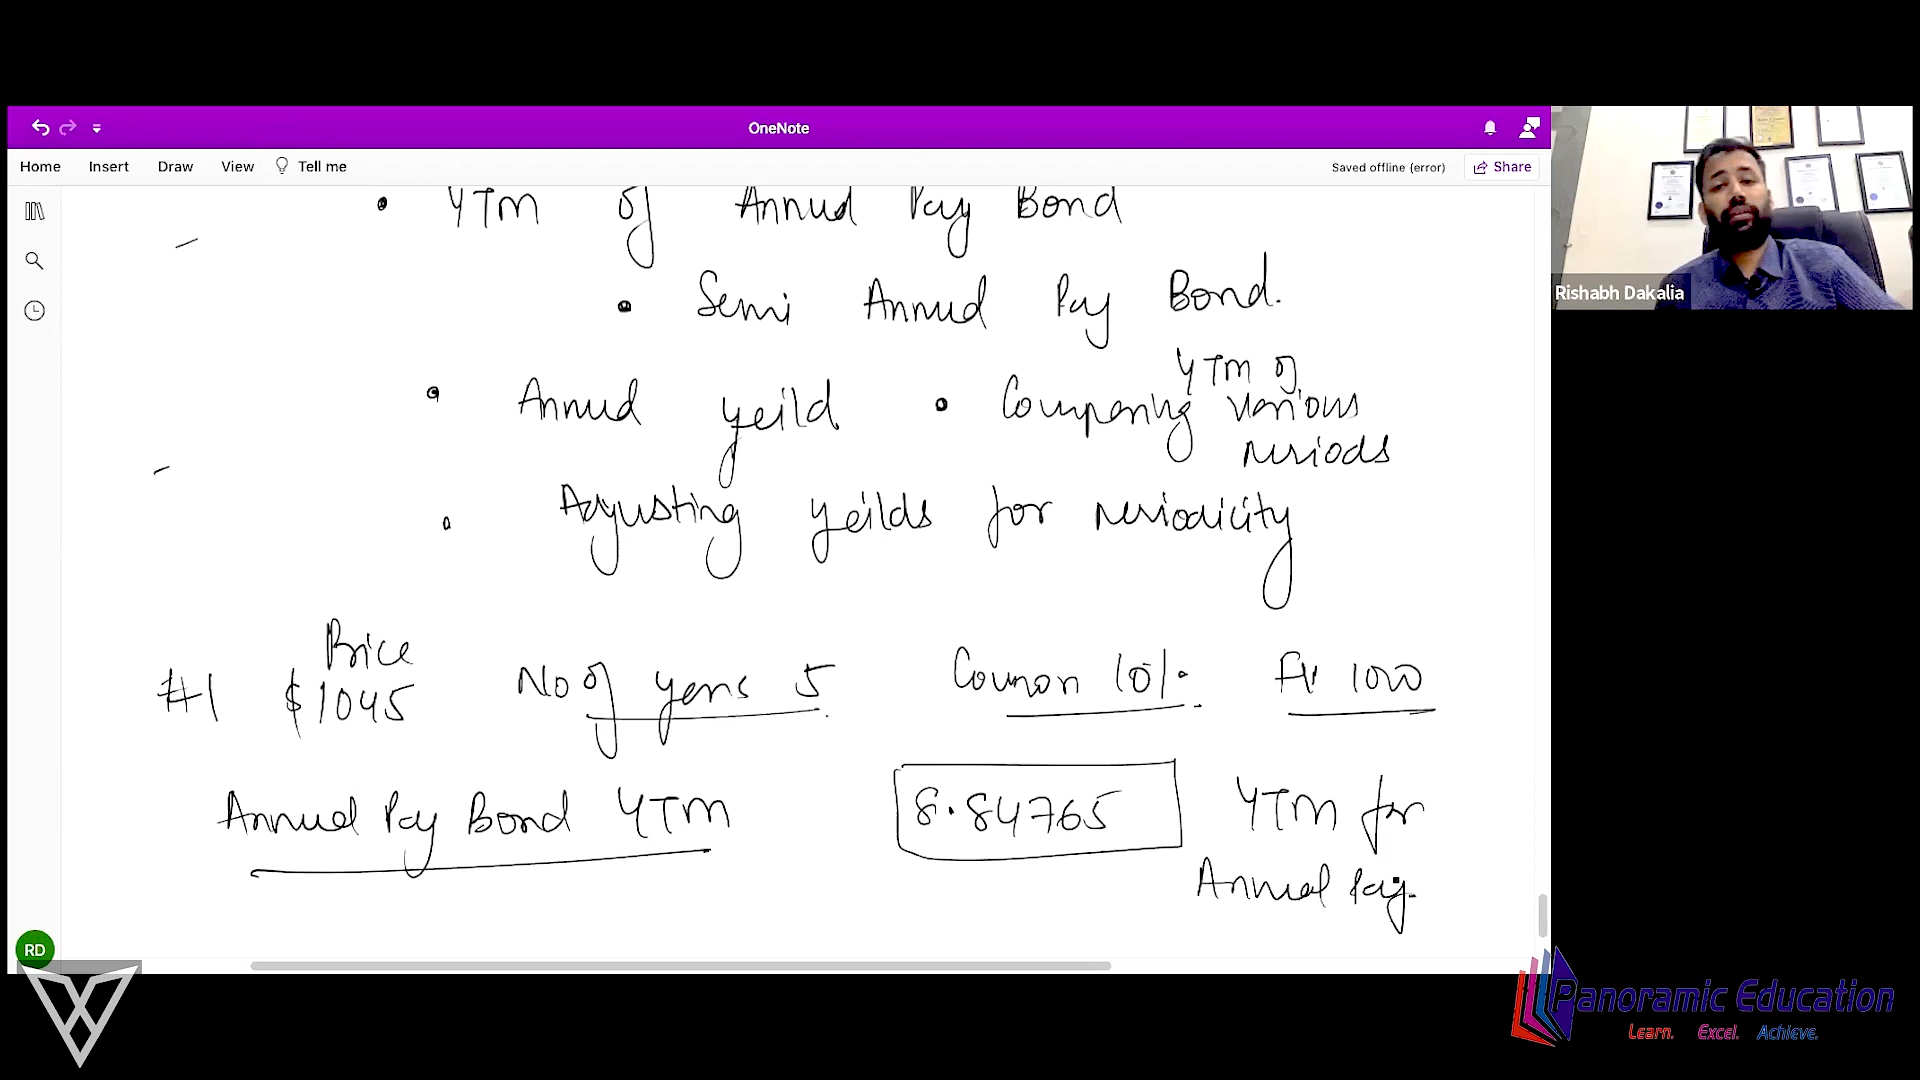 OneNote
Home Insert Draw View Tell me Saved offline (error) Share
Rishabh Dakalia
• YTM of Annual Pay Bond
• Semi Annual Pay Bond.
• Annual yeild • Comparing YTM of various periods
• Adjusting yeilds for periodicity
#1 Price $1045 No of years 5 Coupon 10% FV 1000
Annual Pay Bond YTM 8.84765 YTM for
Annual Pay.
RD
Panoramic Education
Learn. Excel. Achieve.